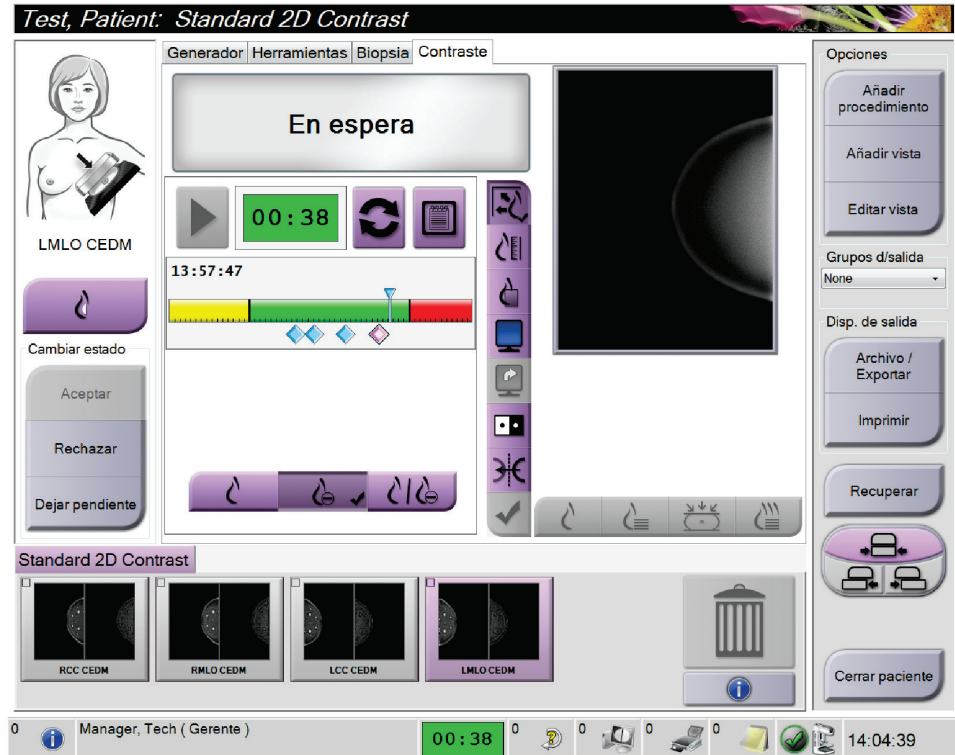 Test, Patient: Standard 2D Contrast
Generador
Herramientas
Biopsia
Contraste
En espera
00:38
13:57:47
LMLO CEDM
Cambiar estado
Aceptar
Rechazar
Dejar pendiente
Opciones
Añadir
procedimiento
Añadir vista
Editar vista
Grupos d/salida
None
Disp. de salida
Archivo /
Exportar
Imprimir
Recuperar
Cerrar paciente
Standard 2D Contrast
RCC CEDM
RMLO CEDM
LCC CEDM
LMLO CEDM
0
Manager, Tech ( Gerente )
00:38
0
0
0
0
14:04:39